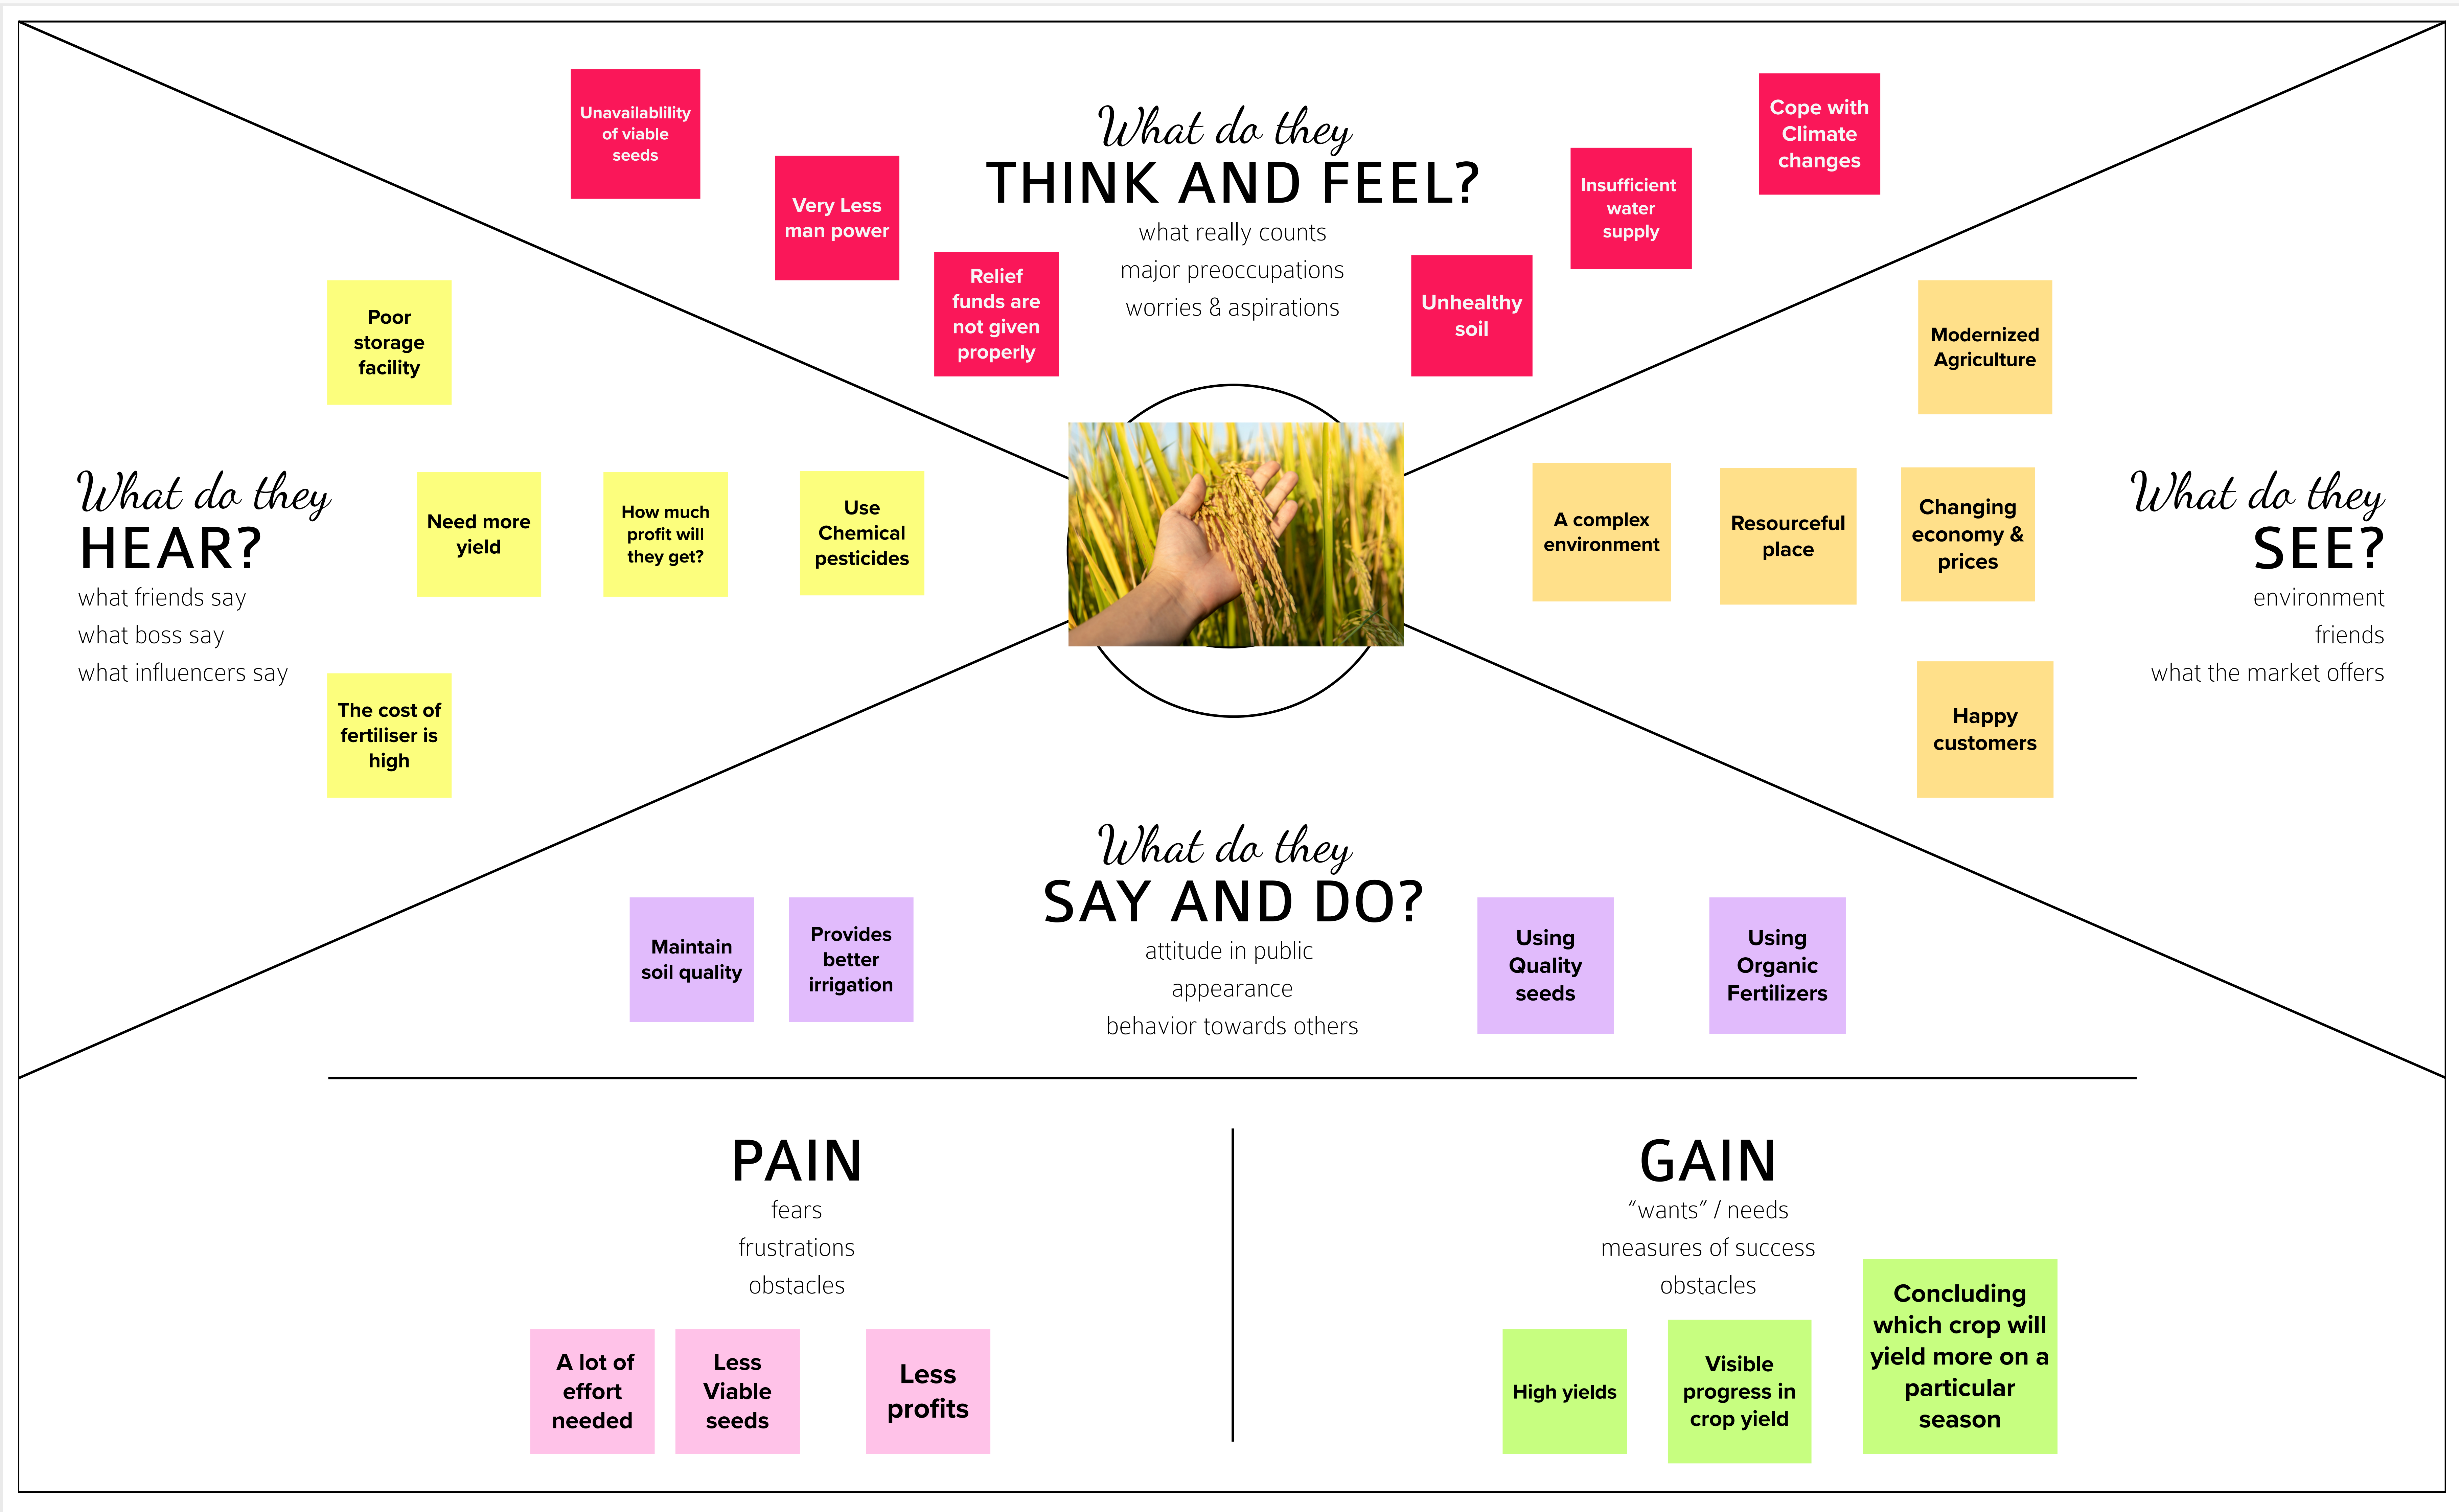 What do they
THINK AND FEEL?
what really counts
major preoccupations
worries & aspirations
Unavailablility
of viable
seeds
Very Less
man power
Relief
funds are
not given
properly
Unhealthy
soil
Insufficient
water
supply
Cope with
Climate
changes
What do they
HEAR?
what friends say
what boss say
what influencers say
Poor
storage
facility
Need more
yield
How much
profit will
they get?
Use
Chemical
pesticides
The cost of
fertiliser is
high
What do they
SEE?
environment
friends
what the market offers
Modernized
Agriculture
A complex
environment
Resourceful
place
Changing
economy &
prices
Happy
customers
What do they
SAY AND DO?
attitude in public
appearance
behavior towards others
Maintain
soil quality
Provides
better
irrigation
Using
Quality
seeds
Using
Organic
Fertilizers
PAIN
fears
frustrations
obstacles
A lot of
effort
needed
Less
Viable
seeds
Less
profits
GAIN
“wants” / needs
measures of success
obstacles
High yields
Visible
progress in
crop yield
Concluding
which crop will
yield more on a
particular
season